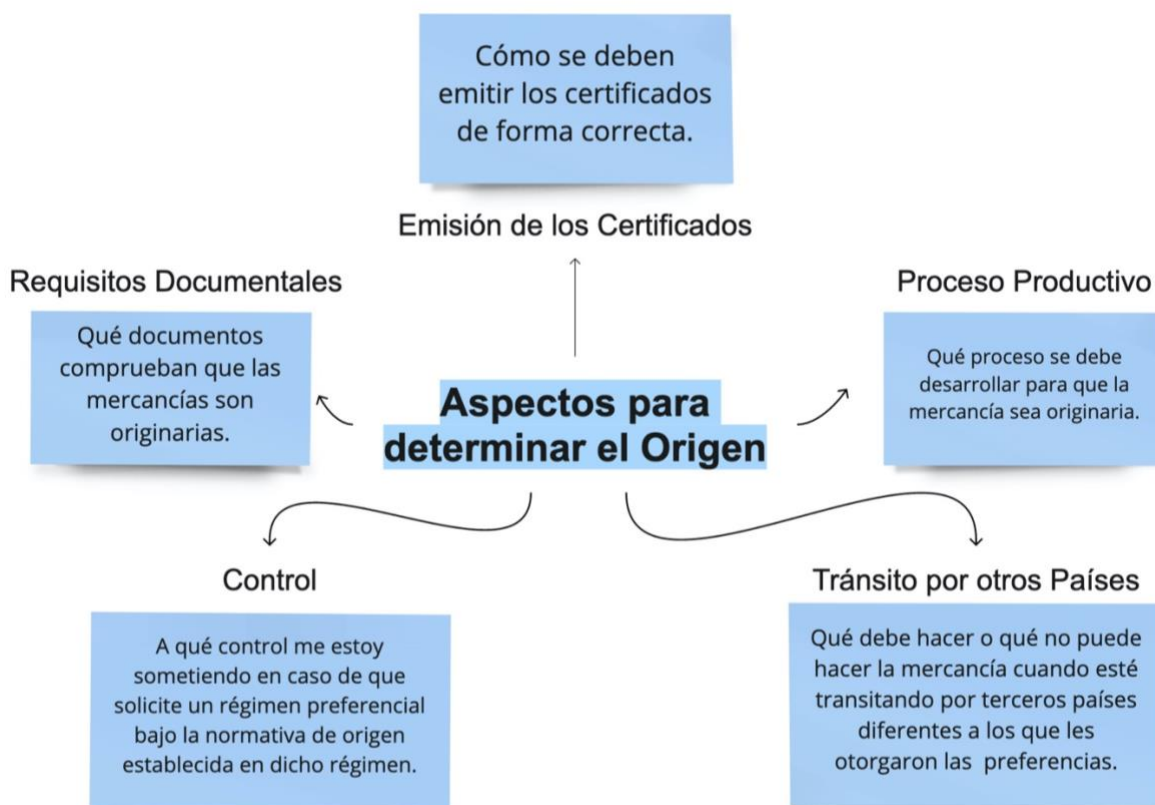 Cómo se deben
emitir los certificados
de forma correcta.
Emisión de los Certificados
Requisitos Documentales
Qué documentos
comprueban que las
mercancías son
originarias.
Proceso Productivo
Qué proceso se debe
desarrollar para que la
mercancía sea originaria.
Aspectos para
determinar el Origen
Control
A qué control me estoy
sometiendo en caso de que
solicite un régimen preferencial
bajo la normativa de origen
establecida en dicho régimen.
Tránsito por otros Países
Qué debe hacer o qué no puede
hacer la mercancía cuando esté
transitando por terceros países
diferentes a los que les
otorgaron las preferencias.